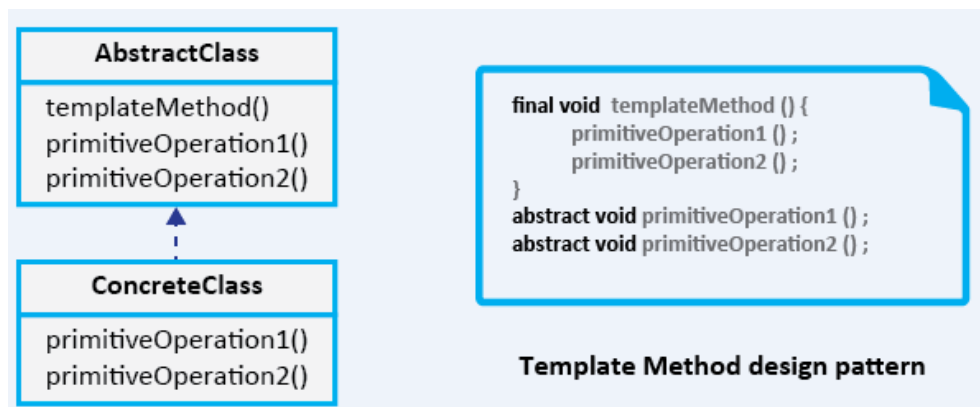 AbstractClass
templateMethod()
primitiveOperation1()
primitiveOperation2()
ConcreteClass
primitiveOperation1()
primitiveOperation2()
final void templateMethod () {
primitiveOperation1 () ;
primitiveOperation2 () ;
}
abstract void primitiveOperation1 () ;
abstract void primitiveOperation2 () ;
Template Method design pattern